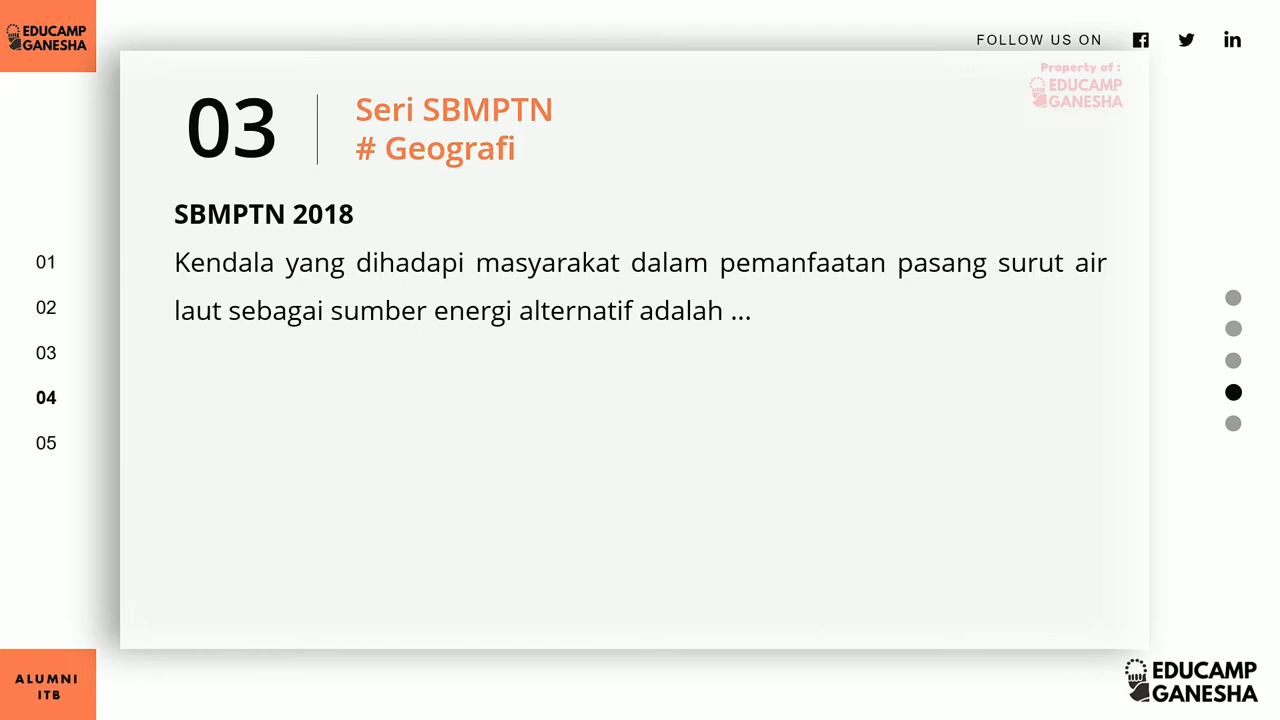 EDUCAMP
GANESHA
FOLLOW US ON
Property of :
EDUCAMP
GANESHA
03
Seri SBMPTN
# Geografi
SBMPTN 2018
Kendala yang dihadapi masyarakat dalam pemanfaatan pasang surut air
laut sebagai sumber energi alternatif adalah ...
01
02
03
04
05
ALUMNI
ITB
EDUCAMP
GANESHA